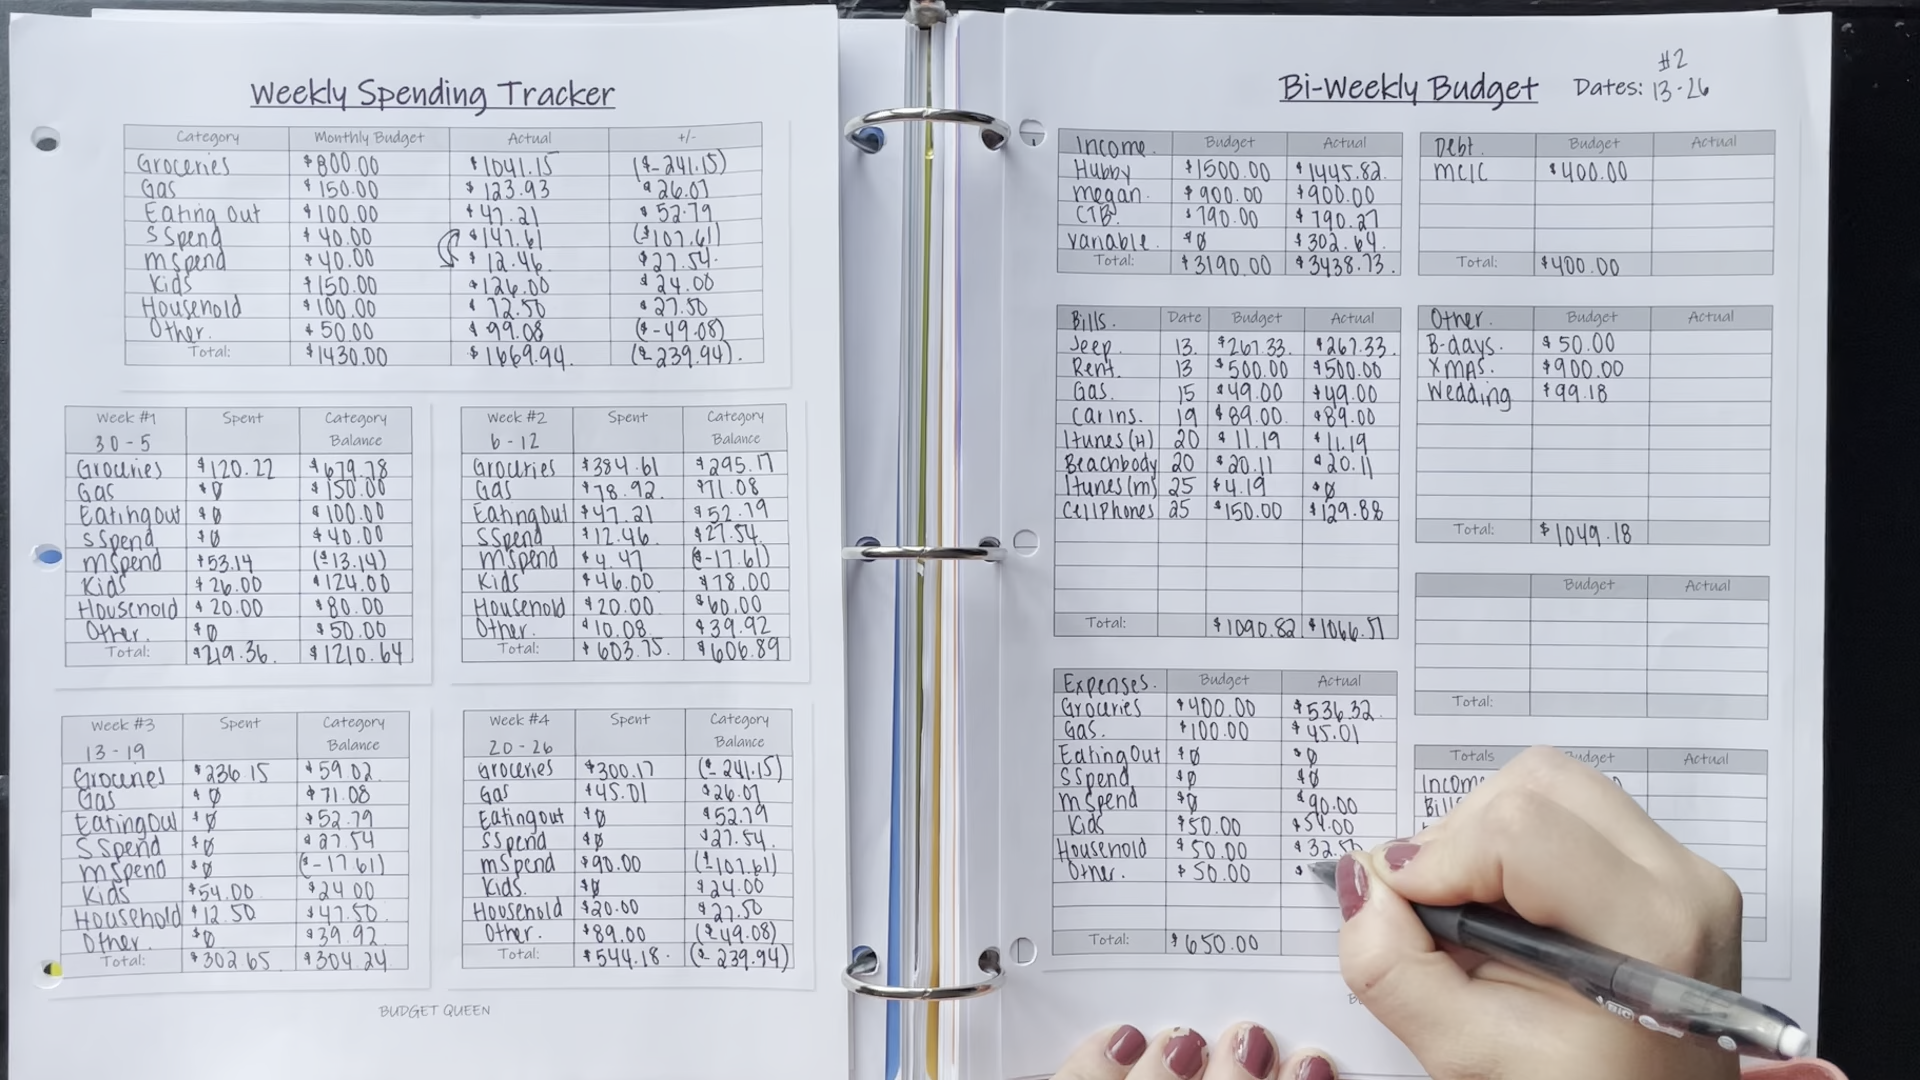 Weekly Spending Tracker
Category Monthly Budget Actual +/-
Groceries $800.00 $1041.15 ($-241.15)
Gas $150.00 $123.93 $26.07
Eating Out $100.00 $47.21 $52.79
S Spend $40.00 $147.61 ($107.61)
M Spend $40.00 $12.46 $27.54
Kids $150.00 $126.00 $24.00
Household $100.00 $72.50 $27.50
Other. $50.00 $99.08 ($-49.08)
Total: $1430.00 $1669.94. ($-239.94).
Week #1 Spent Category Balance
30-5
Groceries $120.22 $679.78
Gas $0 $150.00
Eating out $0 $100.00
S Spend $0 $40.00
M Spend $53.14 ($-13.14)
Kids $26.00 $124.00
Household $20.00 $80.00
Other. $0 $50.00
Total: $219.36. $1210.64
Week #2 Spent Category Balance
6-12
Groceries $384.61 $295.17
Gas $78.92. $71.08
Eating out $47.21 $52.79
S Spend $12.46 $27.54.
M Spend $4.47 ($-17.61)
Kids $46.00 $78.00
Household $20.00 $60.00
Other. $10.08 $39.92
Total: $603.75. $606.89
Week #3 Spent Category Balance
13-19
Groceries $236.15 $59.02
Gas $0 $71.08
Eating out $0 $52.79
S Spend $0 $27.54
M Spend $0 ($-17.61)
Kids $54.00 $24.00
Household $12.50 $47.50
Other. $0 $39.92
Total: $302.65 $304.24
Week #4 Spent Category Balance
20-26
Groceries $300.17 ($-241.15)
Gas $45.01 $26.07
Eating out $0 $52.79
S Spend $0 $27.54.
M Spend $90.00 ($-107.61)
Kids. $0 $24.00
Household $20.00 $27.50
Other. $89.00 ($-49.08)
Total: $544.18. ($-239.94)
BUDGET QUEEN
Bi-Weekly Budget Dates: #2
13-26
Income. Budget Actual
Hubby $1500.00 $1445.82.
Megan. $900.00 $900.00
CTB $790.00 $790.27
Variable. $0 $302.64.
Total: $3190.00 $3438.73.
Debt. Budget Actual
MCIC $400.00
Total: $400.00
Bills. Date Budget Actual
Jeep. 13. $267.33. $267.33.
Rent. 13 $500.00 $500.00
Gas. 15 $49.00 $49.00
Car Ins. 19 $89.00 $89.00
Itunes (H) 20 $11.19 $11.19
Beachbody 20 $20.11 $20.11
Itunes (m) 25 $4.19 $0
Cell Phones 25 $150.00 $129.88
Total: $1090.82 $1066.51
Other. Budget Actual
B-days. $50.00
XMAS. $900.00
Wedding $99.18
Total: $1049.18
Budget Actual
Total:
Expenses. Budget Actual
Groceries $400.00 $536.32.
Gas. $100.00 $45.01
Eating Out $0 $0
S Spend $0 $0
M Spend $0 $90.00
Kids $50.00 $54.00
Household $50.00 $32.50
Other. $50.00 $
Total: $650.00
Totals Budget Actual
Income
Bills
BIC